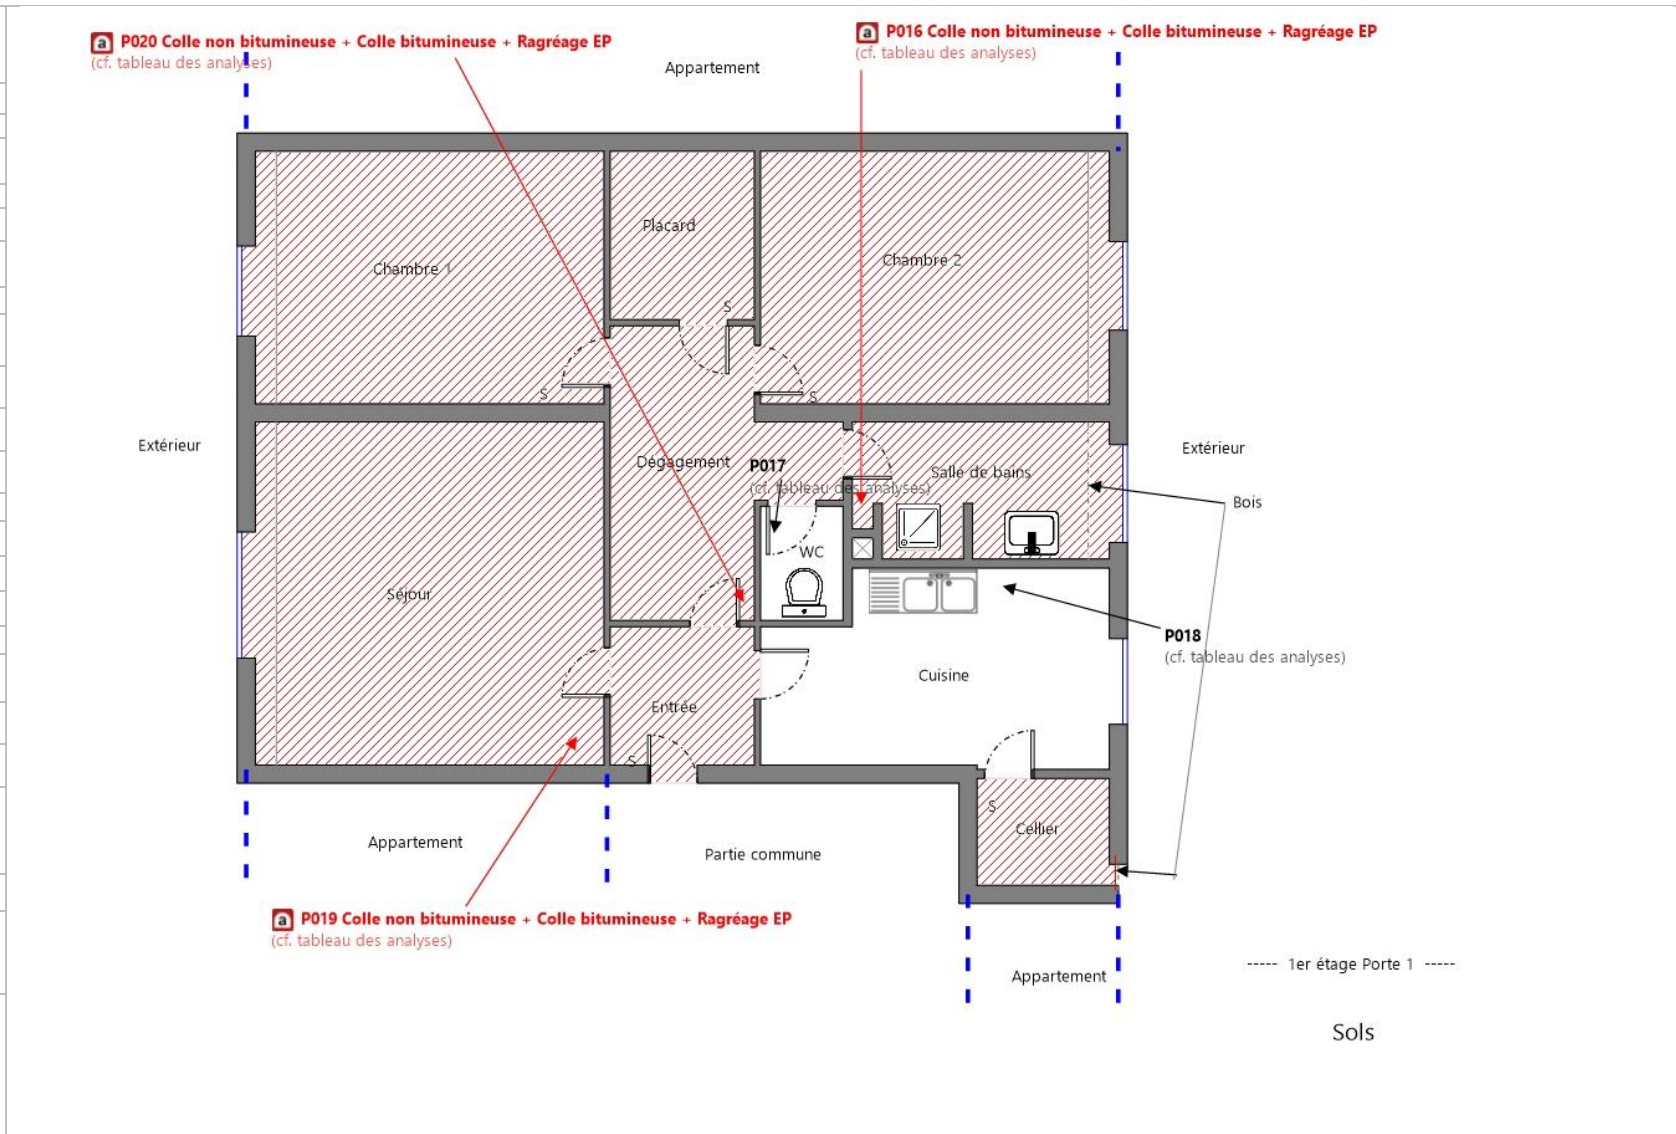 a P020 Colle non bitumineuse + Colle bitumineuse + Ragréage EP
(cf. tableau des analyses)
a P016 Colle non bitumineuse + Colle bitumineuse + Ragréage EP
(cf. tableau des analyses)
Appartement
Placard
Chambre 1
Chambre 2
S
S
S
Extérieur
Dégagement
P017
(cf. tableau des analyses)
Salle de bains
Extérieur
Bois
WC
Séjour
P018
(cf. tableau des analyses)
Cuisine
Entrée
S
S
Cellier
Appartement
Partie commune
a P019 Colle non bitumineuse + Colle bitumineuse + Ragréage EP
(cf. tableau des analyses)
Appartement
----- 1er étage Porte 1 -----
Sols